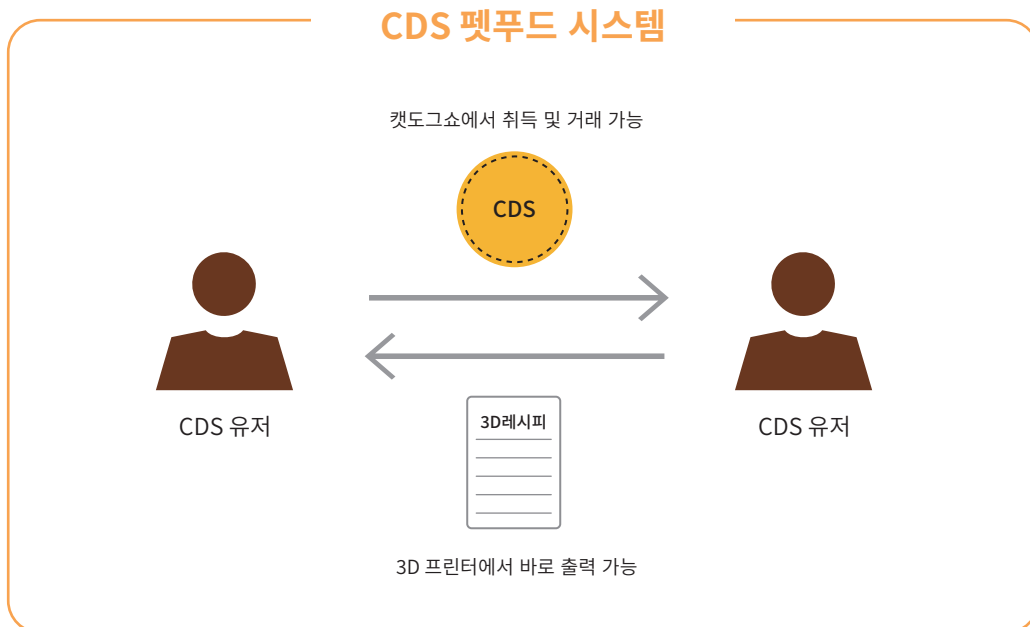 CDS 펫푸드 시스템
캣도그쇼에서 취득 및 거래 가능
CDS
CDS 유저
CDS 유저
3D레시피
3D 프린터에서 바로 출력 가능